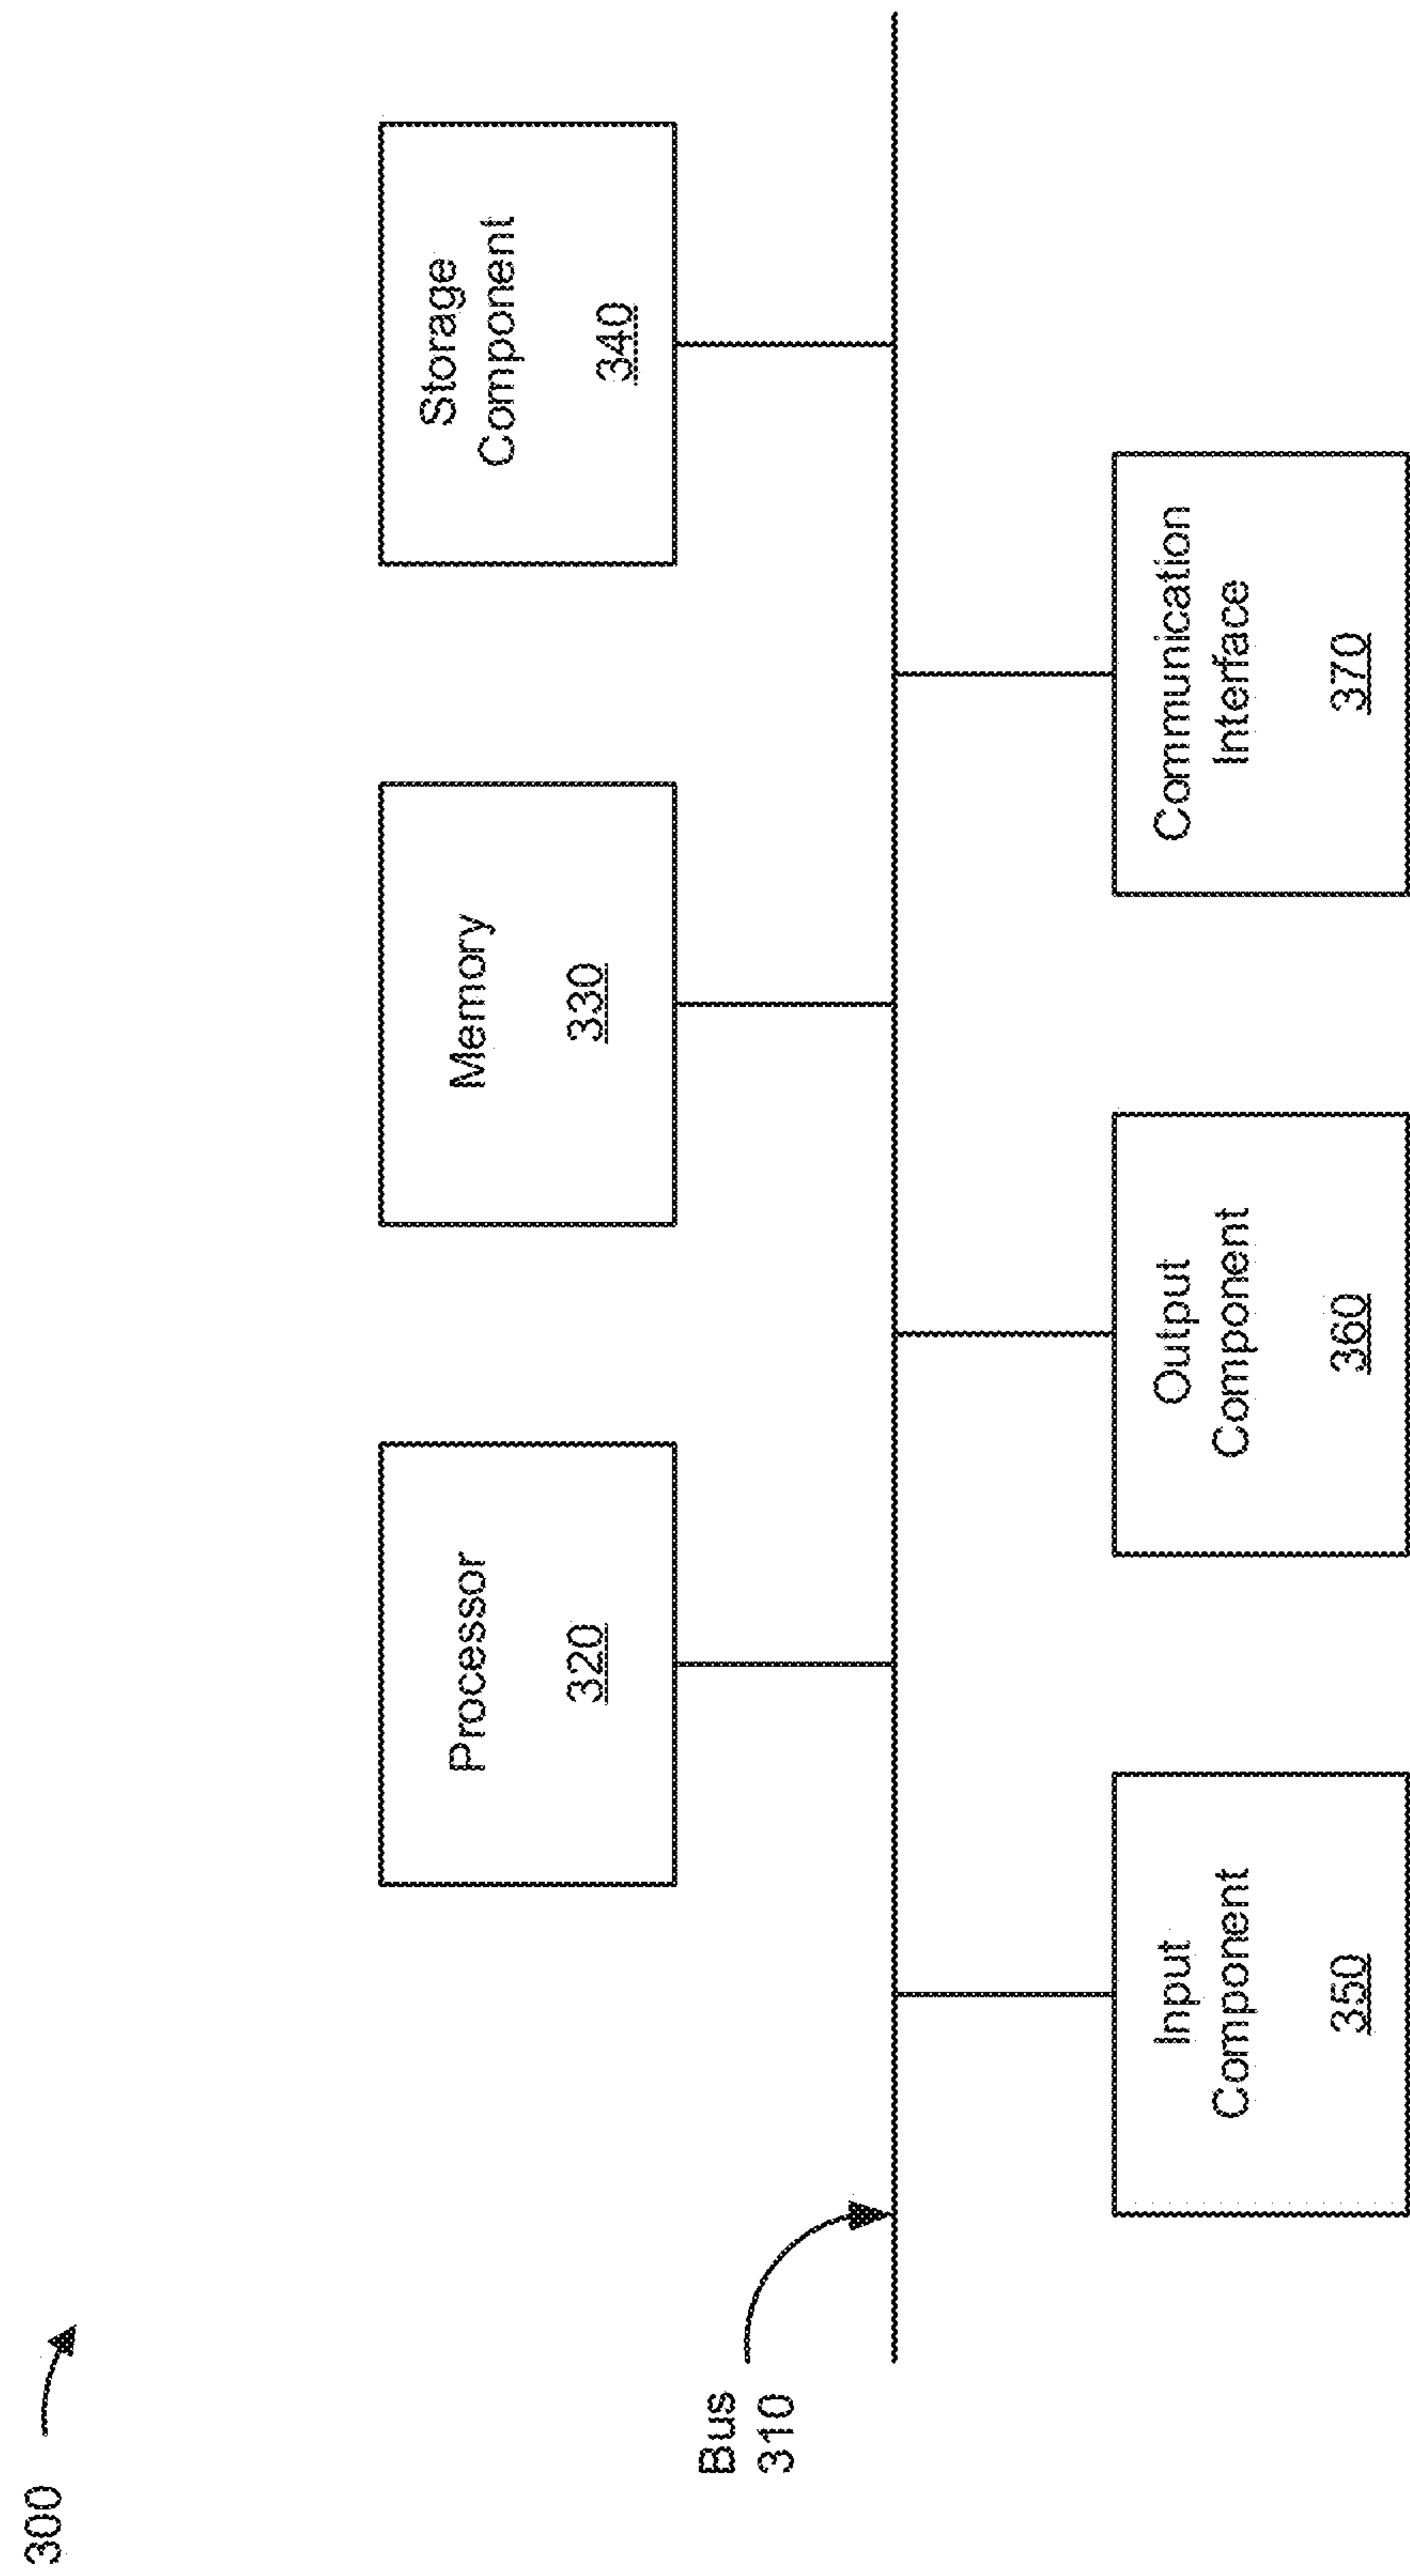 300
Bus
310
Processor
320
Memory
330
Storage
Component
340
Input
Component
350
Output
Component
360
Communication
Interface
370